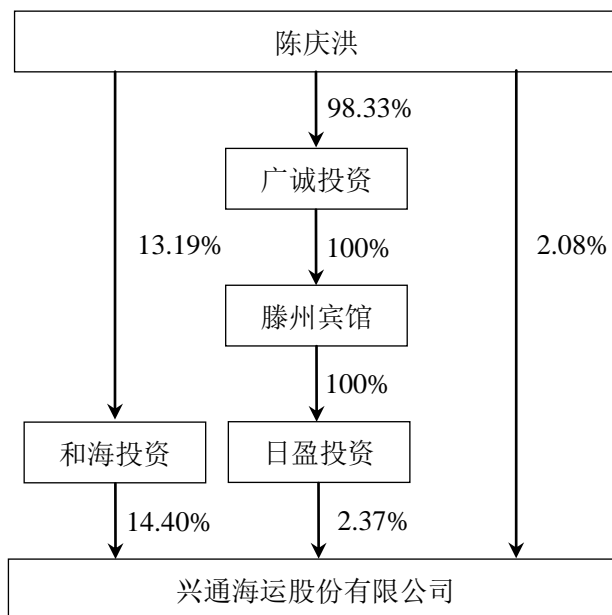 陈庆洪
98.33%
广诚投资
13.19%
100%
2.08%
滕州宾馆
100%
和海投资
日盈投资
14.40%
2.37%
兴通海运股份有限公司